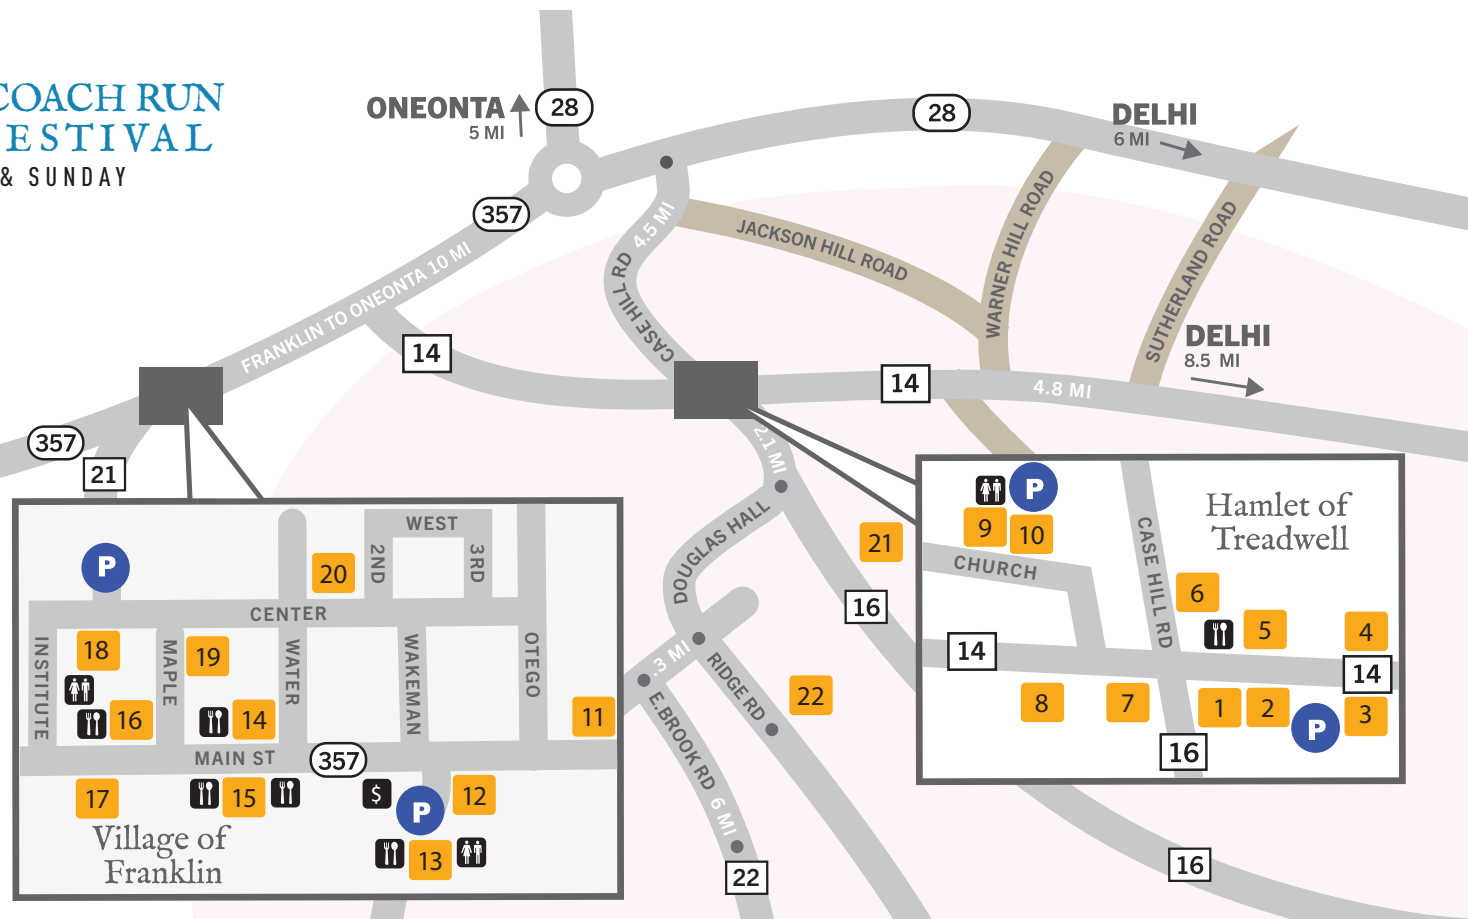 COACH RUN
ESTIVAL
& SUNDAY
ONEONTA
5 MI
28
28
DELHI
6 MI
357
FRANKLIN TO ONEONTA 10 MI
4.5 MI
CASE HILL RD
JACKSON HILL ROAD
WARNER HILL ROAD
SUTHERLAND ROAD
14
14
4.8 MI
DELHI
8.5 MI
357
21
2.1 MI
DOUGLAS HALL
21
16
.3 MI
RIDGE RD
22
E.BROOK RD
6 MI
22
16
WEST
2ND
3RD
P
20
CENTER
INSTITUTE
18
MAPLE
19
WATER
WAKEMAN
OTEGO
16
14
11
MAIN ST
357
17
15
$
P
12
13
Village of
Franklin
P
9
10
Hamlet of
Treadwell
CHURCH
CASE HILL RD
6
5
4
14
14
8
7
1
2
P
3
16